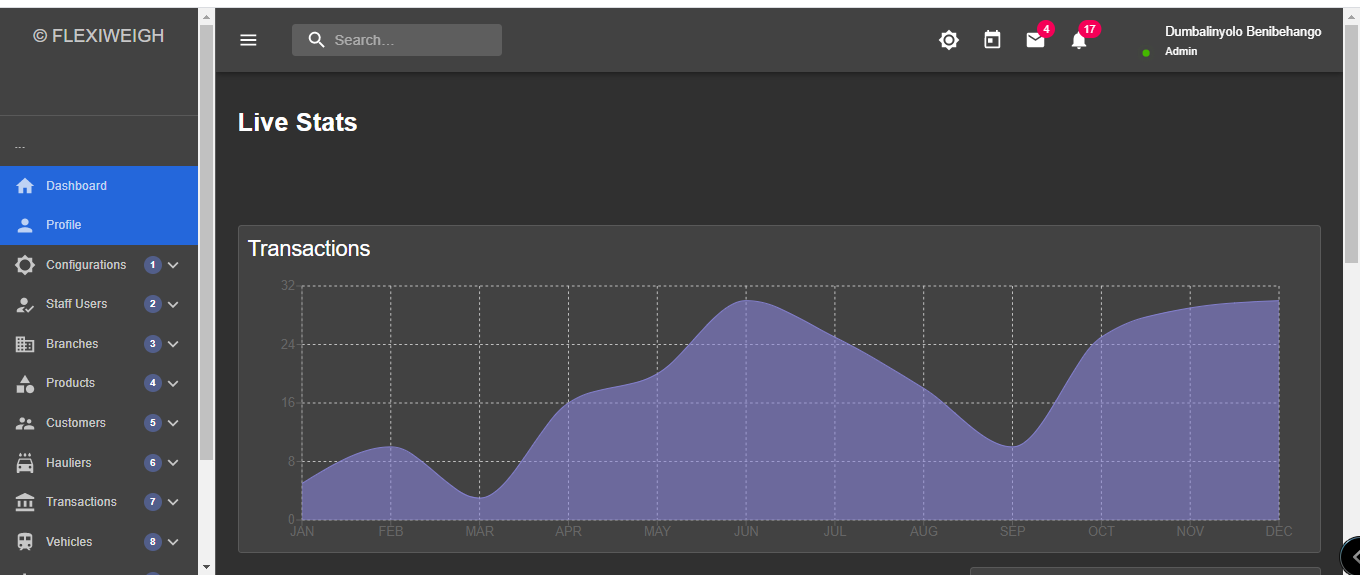 © FLEXIWEIGH
Search...
4
17
Dumbalinyolo Benibehango
Admin
---
Dashboard
Profile
Configurations 1
Staff Users 2
Branches 3
Products 4
Customers 5
Hauliers 6
Transactions 7
Vehicles 8
Live Stats
Transactions
32
24
16
8
0
JAN FEB MAR APR MAY JUN JUL AUG SEP OCT NOV DEC